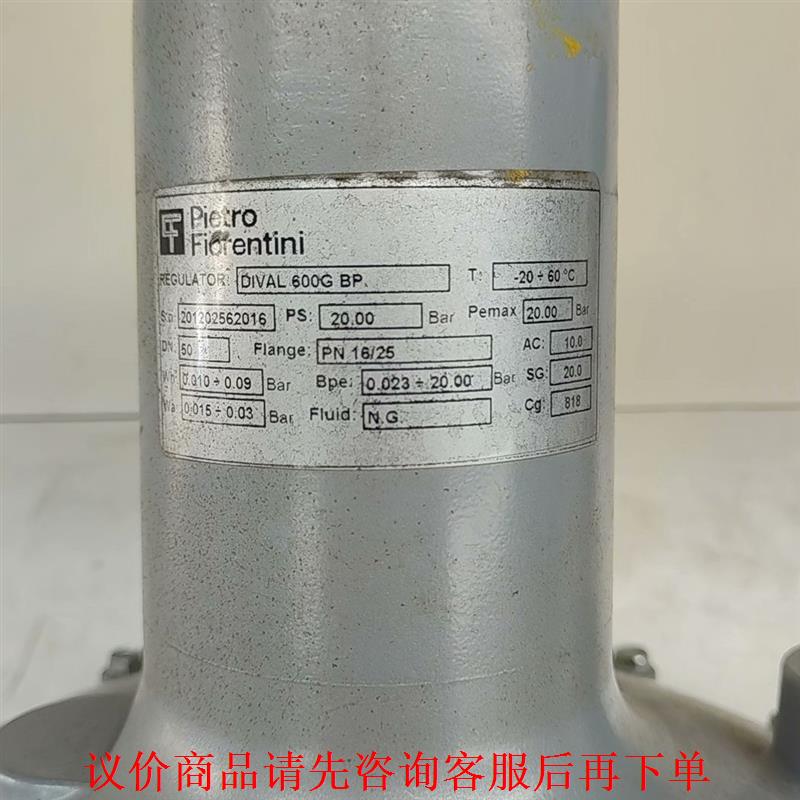 Pietro
Fiorentini
REGULATOR: DIVAL 600G BP. T: -20 ÷ 60 °C
S.n: 201202562016 PS: 20.00 Bar Pemax 20.00 Bar
DN: 50 Flange: PN 16/25 AC: 10.0
0.010 ÷ 0.09 Bar Bpe: 0.023 ÷ 20.00 Bar SG: 20.0
0.015 ÷ 0.03 Bar Fluid: N.G. Cg: 818
议价商品请先咨询客服后再下单